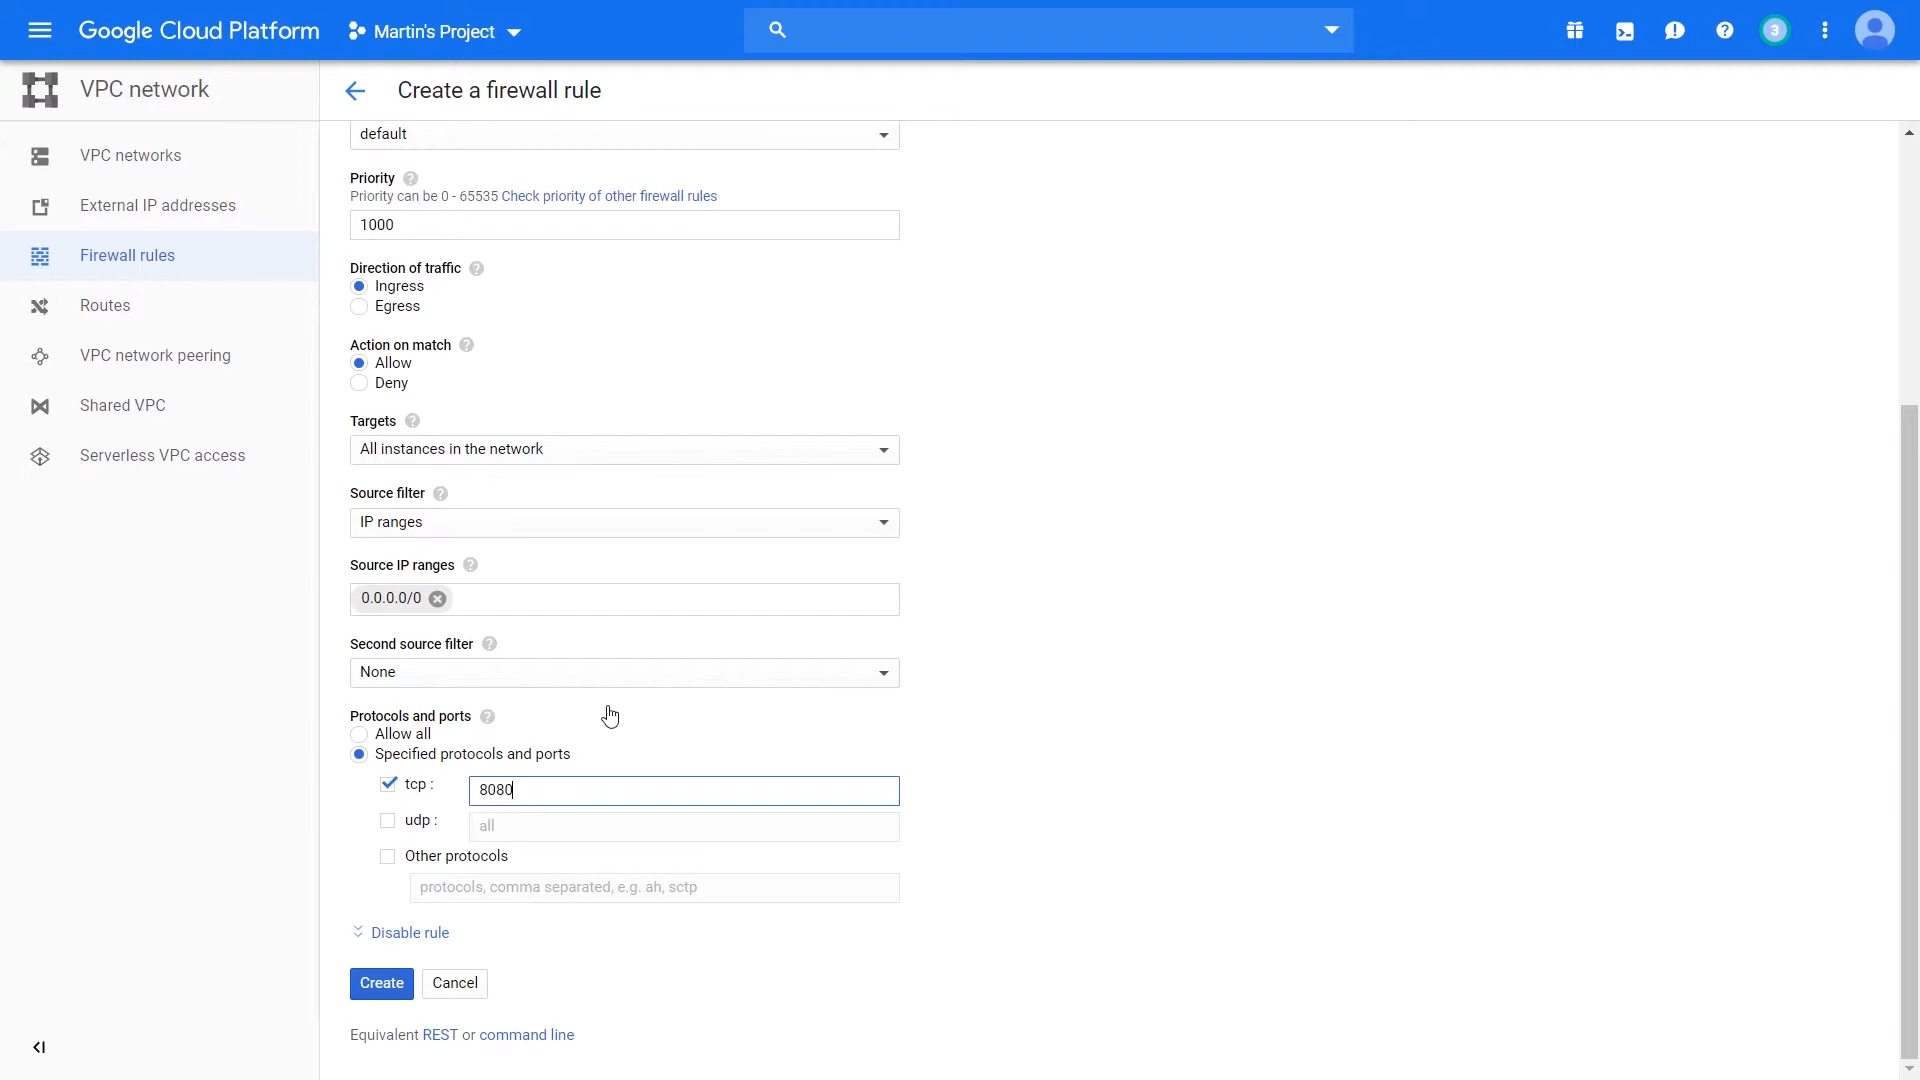 Google Cloud Platform
Martin's Project
3
VPC network
Create a firewall rule
VPC networks
External IP addresses
Firewall rules
Routes
VPC network peering
Shared VPC
Serverless VPC access
default
Priority ?
Priority can be 0 - 65535 Check priority of other firewall rules
1000
Direction of traffic ?
Ingress
Egress
Action on match ?
Allow
Deny
Targets ?
All instances in the network
Source filter ?
IP ranges
Source IP ranges ?
0.0.0.0/0
Second source filter ?
None
Protocols and ports ?
Allow all
Specified protocols and ports
tcp : 8080
udp : all
Other protocols
protocols, comma separated, e.g. ah, sctp
Disable rule
Create Cancel
Equivalent REST or command line